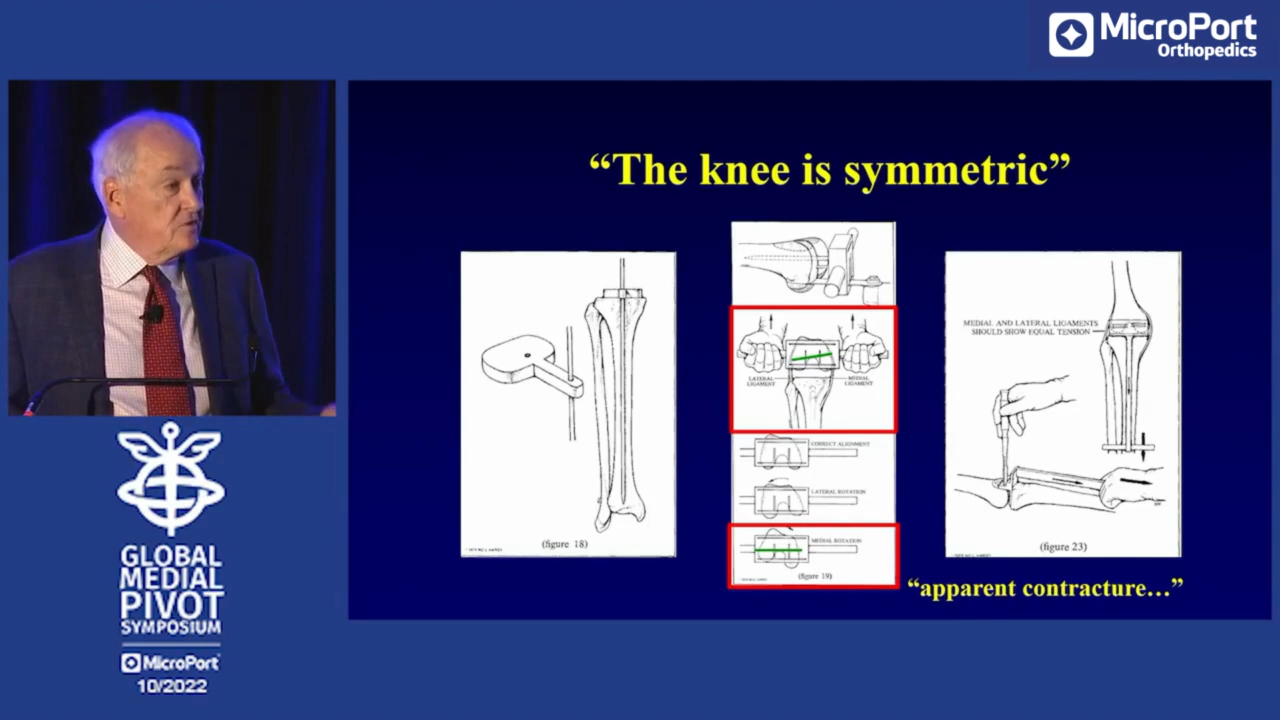 MicroPort
Orthopedics
“The knee is symmetric”
LATERAL
LIGAMENT
MEDIAL
LIGAMENT
CORRECT ALIGNMENT
LATERAL ROTATION
MEDIAL ROTATION
MEDIAL AND LATERAL LIGAMENTS
SHOULD SHOW EQUAL TENSION
(figure 18)
(figure 19)
(figure 23)
“apparent contracture…”
GLOBAL
MEDIAL
PIVOT
SYMPOSIUM
MicroPort
10/2022